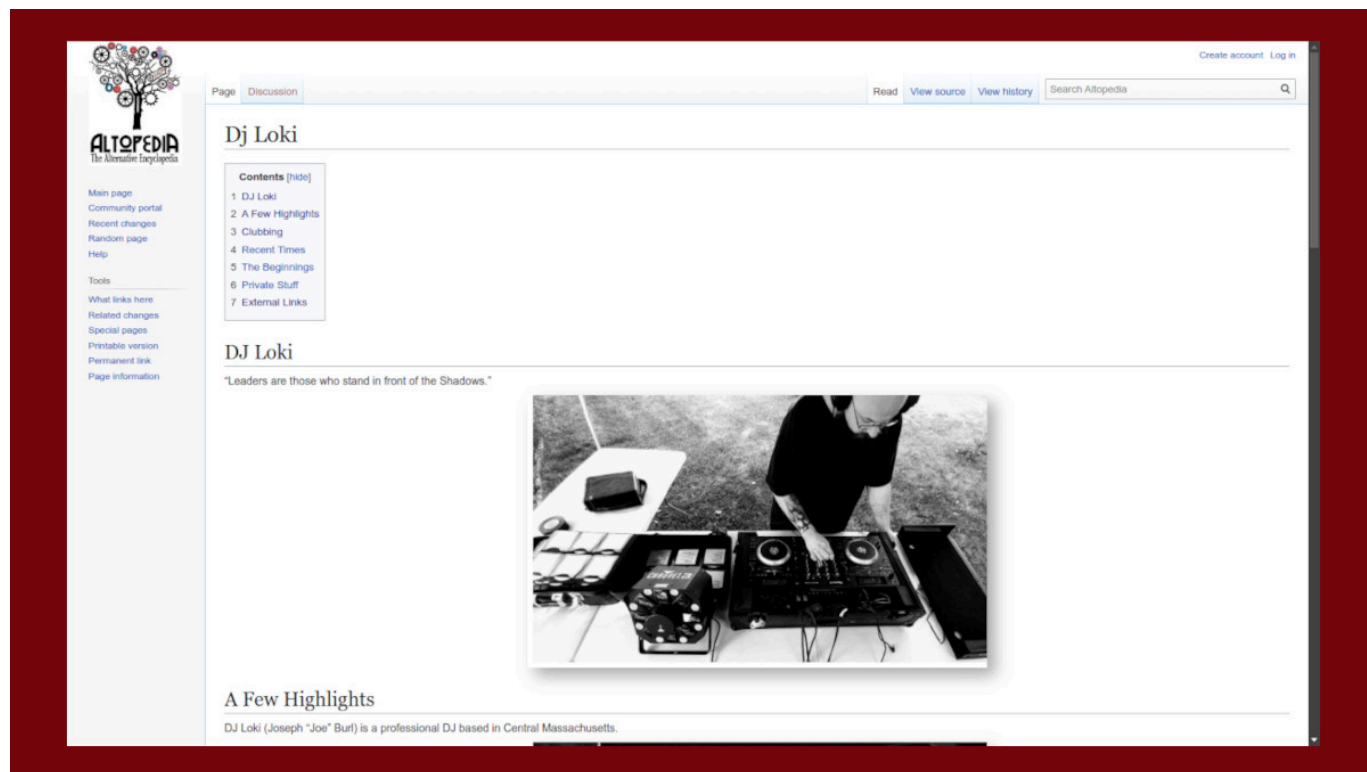 Create account Log in
Page Discussion Read View source View history Search Altopedia
ALTOPEDIA
The Alternative Encyclopedia
Main page
Community portal
Recent changes
Random page
Help
Tools
What links here
Related changes
Special pages
Printable version
Permanent link
Page information
Dj Loki
Contents [hide]
1 DJ Loki
2 A Few Highlights
3 Clubbing
4 Recent Times
5 The Beginnings
6 Private Stuff
7 External Links
DJ Loki
“Leaders are those who stand in front of the Shadows.”
CHAUVET DJ
A Few Highlights
DJ Loki (Joseph “Joe” Burl) is a professional DJ based in Central Massachusetts.